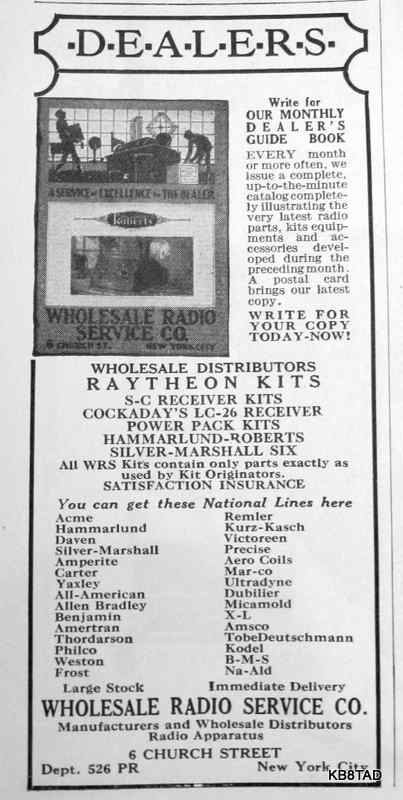 ·D·E·A·L·E·R·S·
A SERVICE of EXCELLENCE to THE DEALER
Roberts
WHOLESALE RADIO
SERVICE CO.
6 CHURCH ST. NEW YORK CITY
Write for
OUR MONTHLY
DEALER'S
GUIDE BOOK
EVERY month
or more often, we
issue a complete,
up-to-the-minute
catalog complete-
ly illustrating the
very latest radio
parts, kits equip-
ments and ac-
cessories devel-
oped during the
preceding month.
A postal card
brings our latest
copy.
WRITE FOR
YOUR COPY
TODAY-NOW!
WHOLESALE DISTRIBUTORS
RAYTHEON KITS
S-C RECEIVER KITS
COCKADAY'S LC-26 RECEIVER
POWER PACK KITS
HAMMARLUND-ROBERTS
SILVER-MARSHALL SIX
All WRS Kits contain only parts exactly as
used by Kit Originators.
SATISFACTION INSURANCE
You can get these National Lines here
Acme
Hammarlund
Daven
Silver-Marshall
Amperite
Carter
Yaxley
All-American
Allen Bradley
Benjamin
Amertran
Thordarson
Philco
Weston
Frost
Remler
Kurz-Kasch
Victoreen
Precise
Aero Coils
Mar-co
Ultradyne
Dubilier
Micamold
X-L
Amsco
TobeDeutschmann
Kodel
B-M-S
Na-Ald
Large Stock Immediate Delivery
WHOLESALE RADIO SERVICE CO.
Manufacturers and Wholesale Distributors
Radio Apparatus
6 CHURCH STREET
Dept. 526 PR New York City
KB8TAD